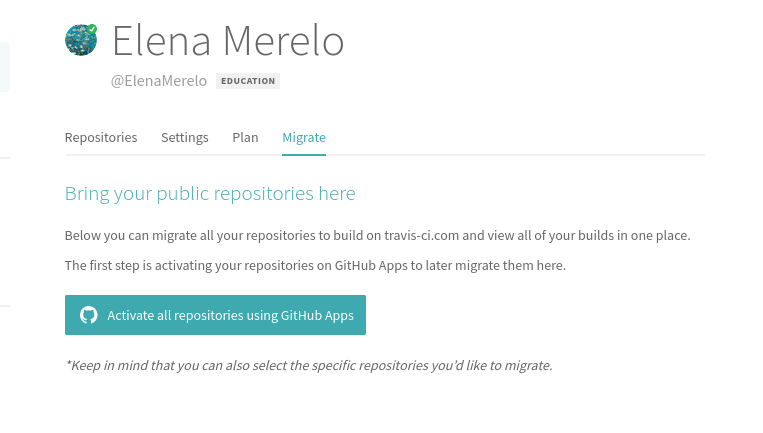 Elena Merelo
@ElenaMerelo EDUCATION
Repositories Settings Plan Migrate
Bring your public repositories here
Below you can migrate all your repositories to build on travis-ci.com and view all of your builds in one place.
The first step is activating your repositories on GitHub Apps to later migrate them here.
Activate all repositories using GitHub Apps
*Keep in mind that you can also select the specific repositories you'd like to migrate.